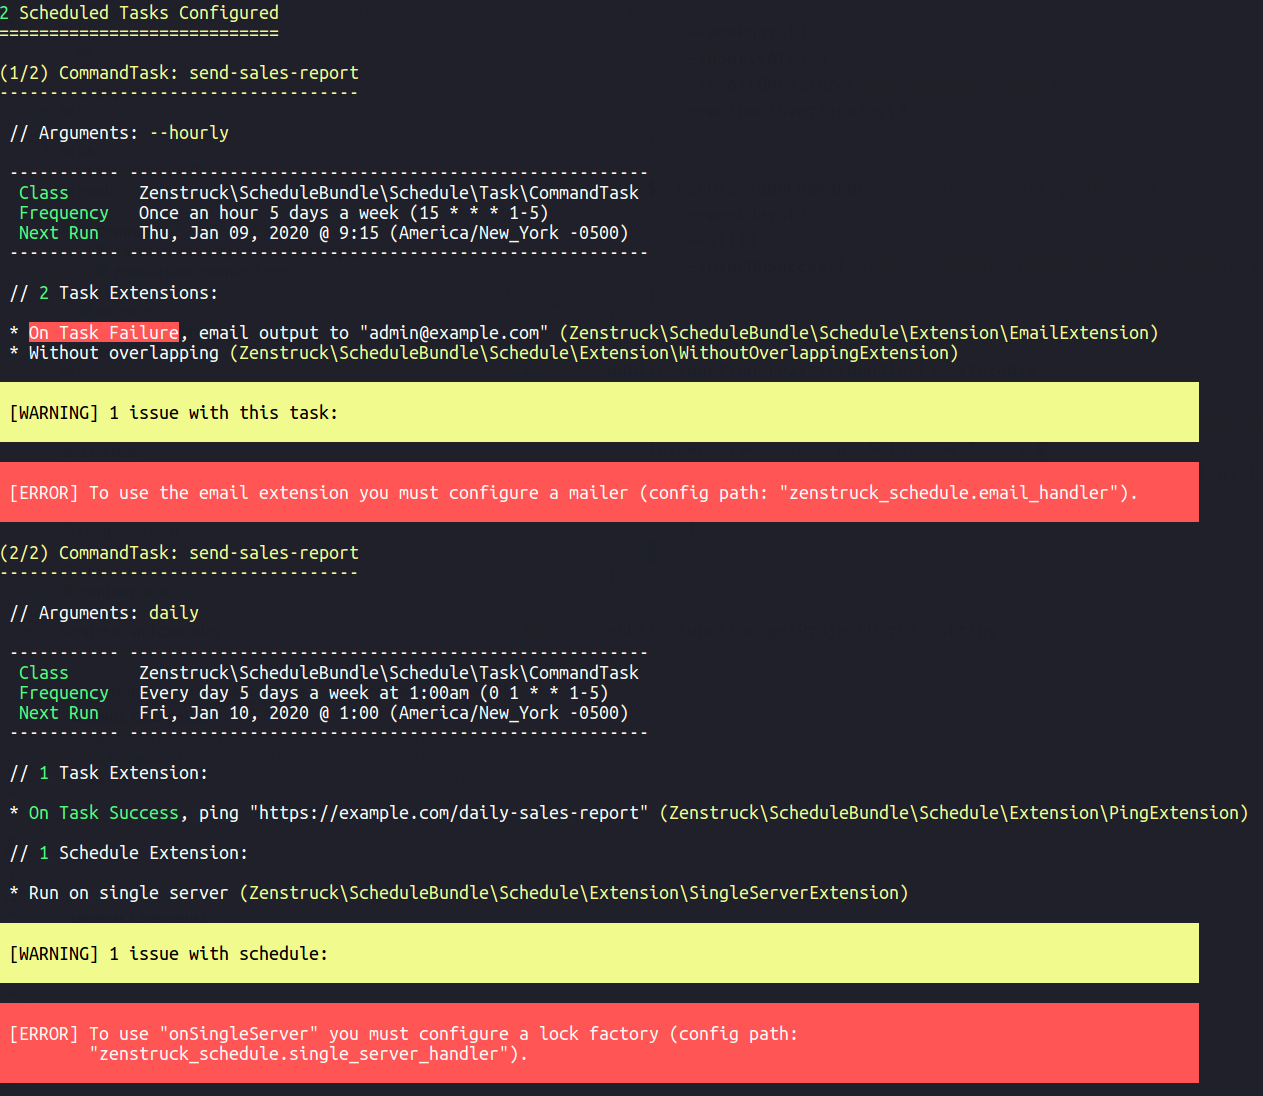 2 Scheduled Tasks Configured
============================
(1/2) CommandTask: send-sales-report
------------------------------------
// Arguments: --hourly
----------- ----------------------------------------------------
Class Zenstruck\ScheduleBundle\Schedule\Task\CommandTask
Frequency Once an hour 5 days a week (15 * * * 1-5)
Next Run Thu, Jan 09, 2020 @ 9:15 (America/New_York -0500)
----------- ----------------------------------------------------
// 2 Task Extensions:
* On Task Failure, email output to "admin@example.com" (Zenstruck\ScheduleBundle\Schedule\Extension\EmailExtension)
* Without overlapping (Zenstruck\ScheduleBundle\Schedule\Extension\WithoutOverlappingExtension)
[WARNING] 1 issue with this task:
[ERROR] To use the email extension you must configure a mailer (config path: "zenstruck_schedule.email_handler").
(2/2) CommandTask: send-sales-report
------------------------------------
// Arguments: daily
----------- ----------------------------------------------------
Class Zenstruck\ScheduleBundle\Schedule\Task\CommandTask
Frequency Every day 5 days a week at 1:00am (0 1 * * 1-5)
Next Run Fri, Jan 10, 2020 @ 1:00 (America/New_York -0500)
----------- ----------------------------------------------------
// 1 Task Extension:
* On Task Success, ping "https://example.com/daily-sales-report" (Zenstruck\ScheduleBundle\Schedule\Extension\PingExtension)
// 1 Schedule Extension:
* Run on single server (Zenstruck\ScheduleBundle\Schedule\Extension\SingleServerExtension)
[WARNING] 1 issue with schedule:
[ERROR] To use "onSingleServer" you must configure a lock factory (config path:
"zenstruck_schedule.single_server_handler").